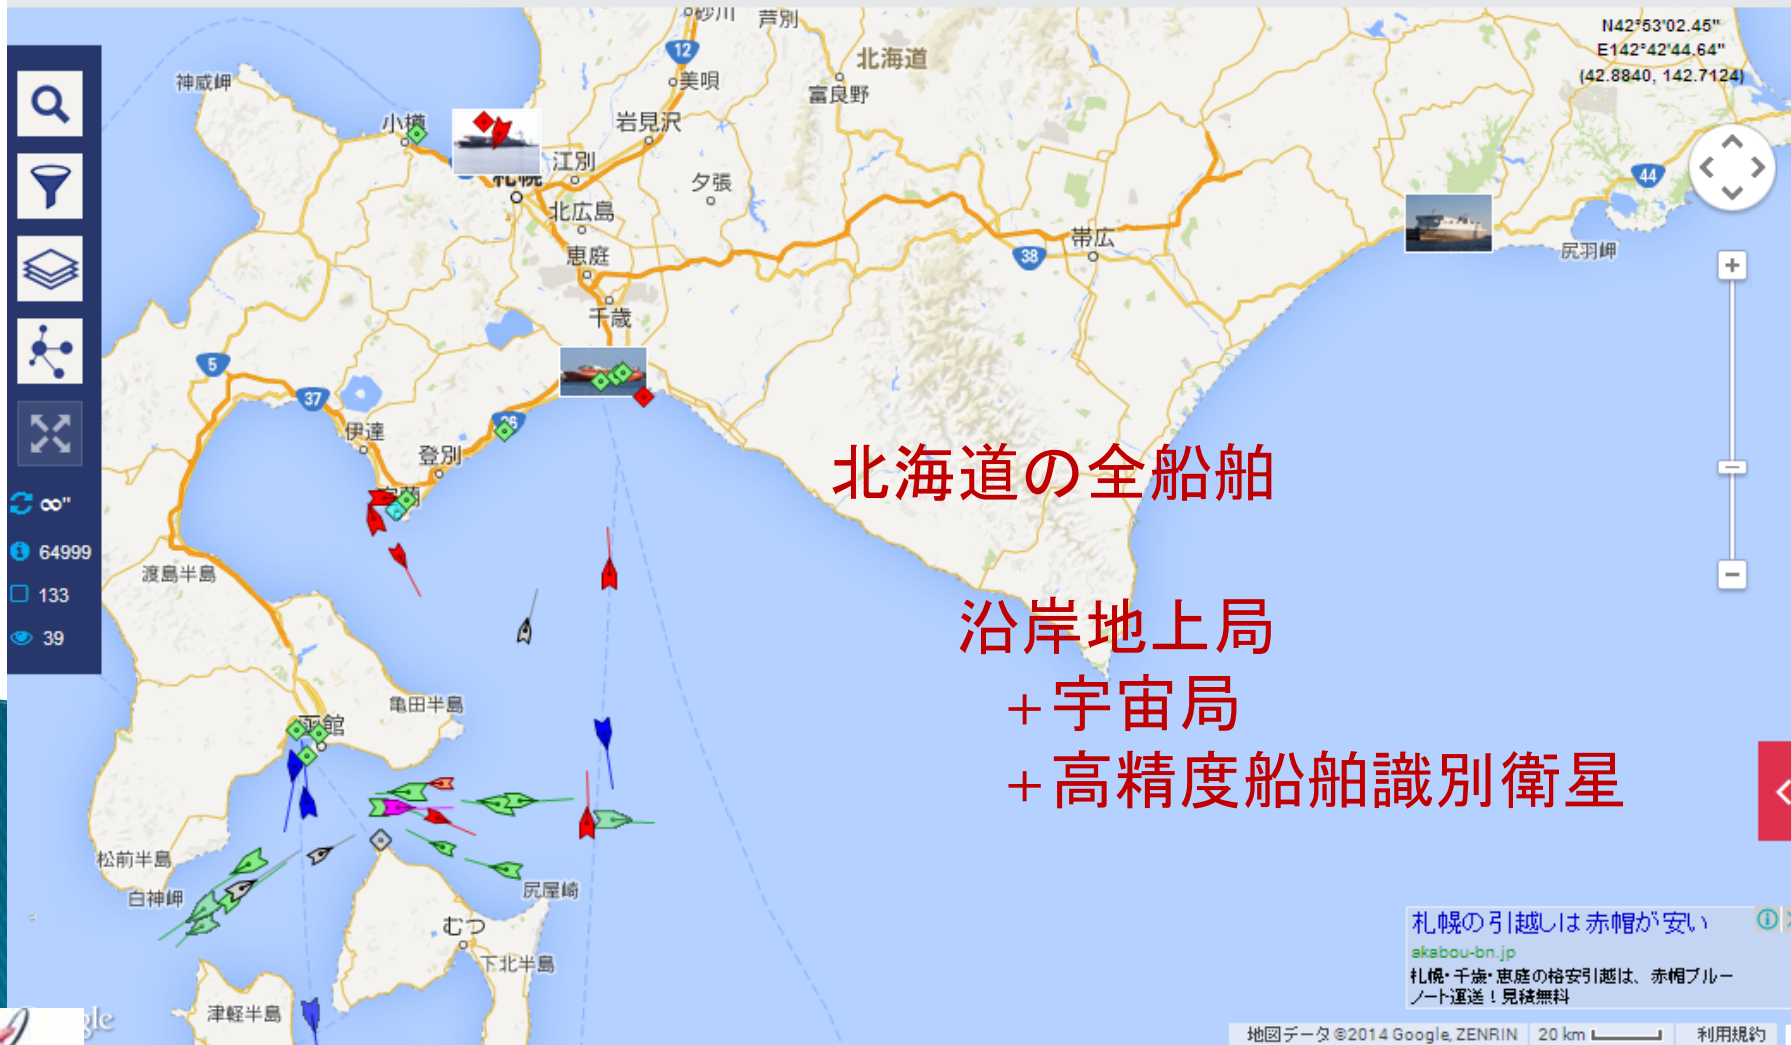 砂川
芦別
N42°53'02.45"
E142°42'44.64"
(42.8840, 142.7124)
12
北海道
神威岬
美唄
富良野
小樽
岩見沢
江別
札幌
夕張
44
北広島
帯広
38
尻羽岬
恵庭
千歳
5
37
伊達
登別
北海道の全船舶
∞"
64999
133
39
渡島半島
沿岸地上局
+宇宙局
+高精度船舶識別衛星
亀田半島
函館
松前半島
白神岬
尻屋崎
むつ
下北半島
津軽半島
札幌の引越しは赤帽が安い
akabou-bn.jp
札幌・千歳・恵庭の格安引越は、赤帽ブルー
ノート運送！見積無料
地図データ ©2014 Google, ZENRIN
20 km
利用規約